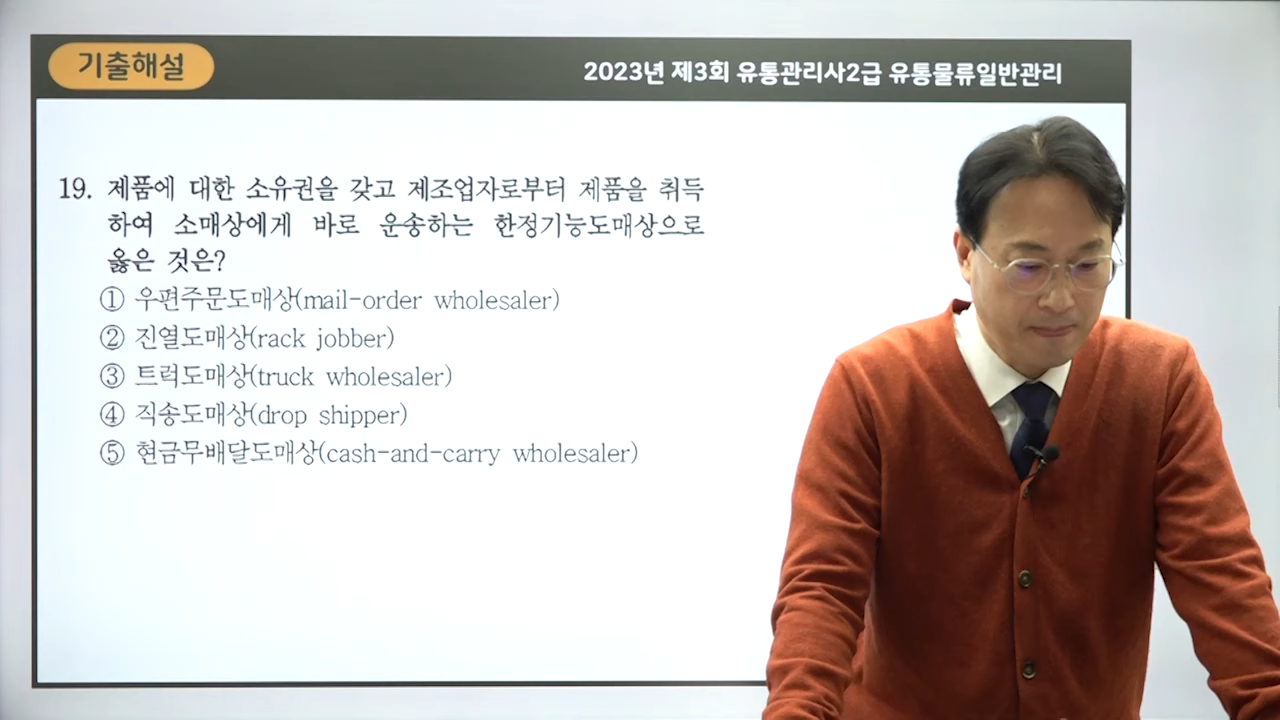 기출해설
2023년 제3회 유통관리사2급 유통물류일반관리
19. 제품에 대한 소유권을 갖고 제조업자로부터 제품을 취득
하여 소매상에게 바로 운송하는 한정기능도매상으로
옳은 것은?
① 우편주문도매상(mail-order wholesaler)
② 진열도매상(rack jobber)
③ 트럭도매상(truck wholesaler)
④ 직송도매상(drop shipper)
⑤ 현금무배달도매상(cash-and-carry wholesaler)